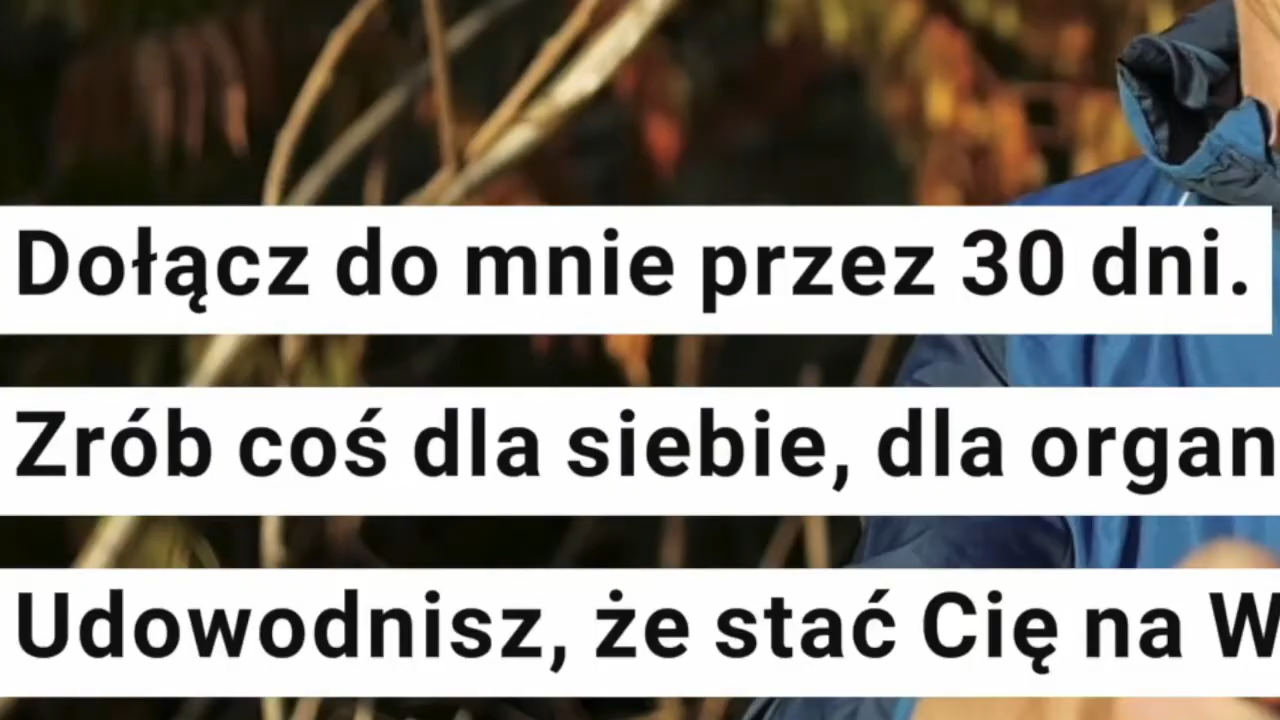 Dołącz do mnie przez 30 dni.
Zrób coś dla siebie, dla organ
Udowodnisz, że stać Cię na W